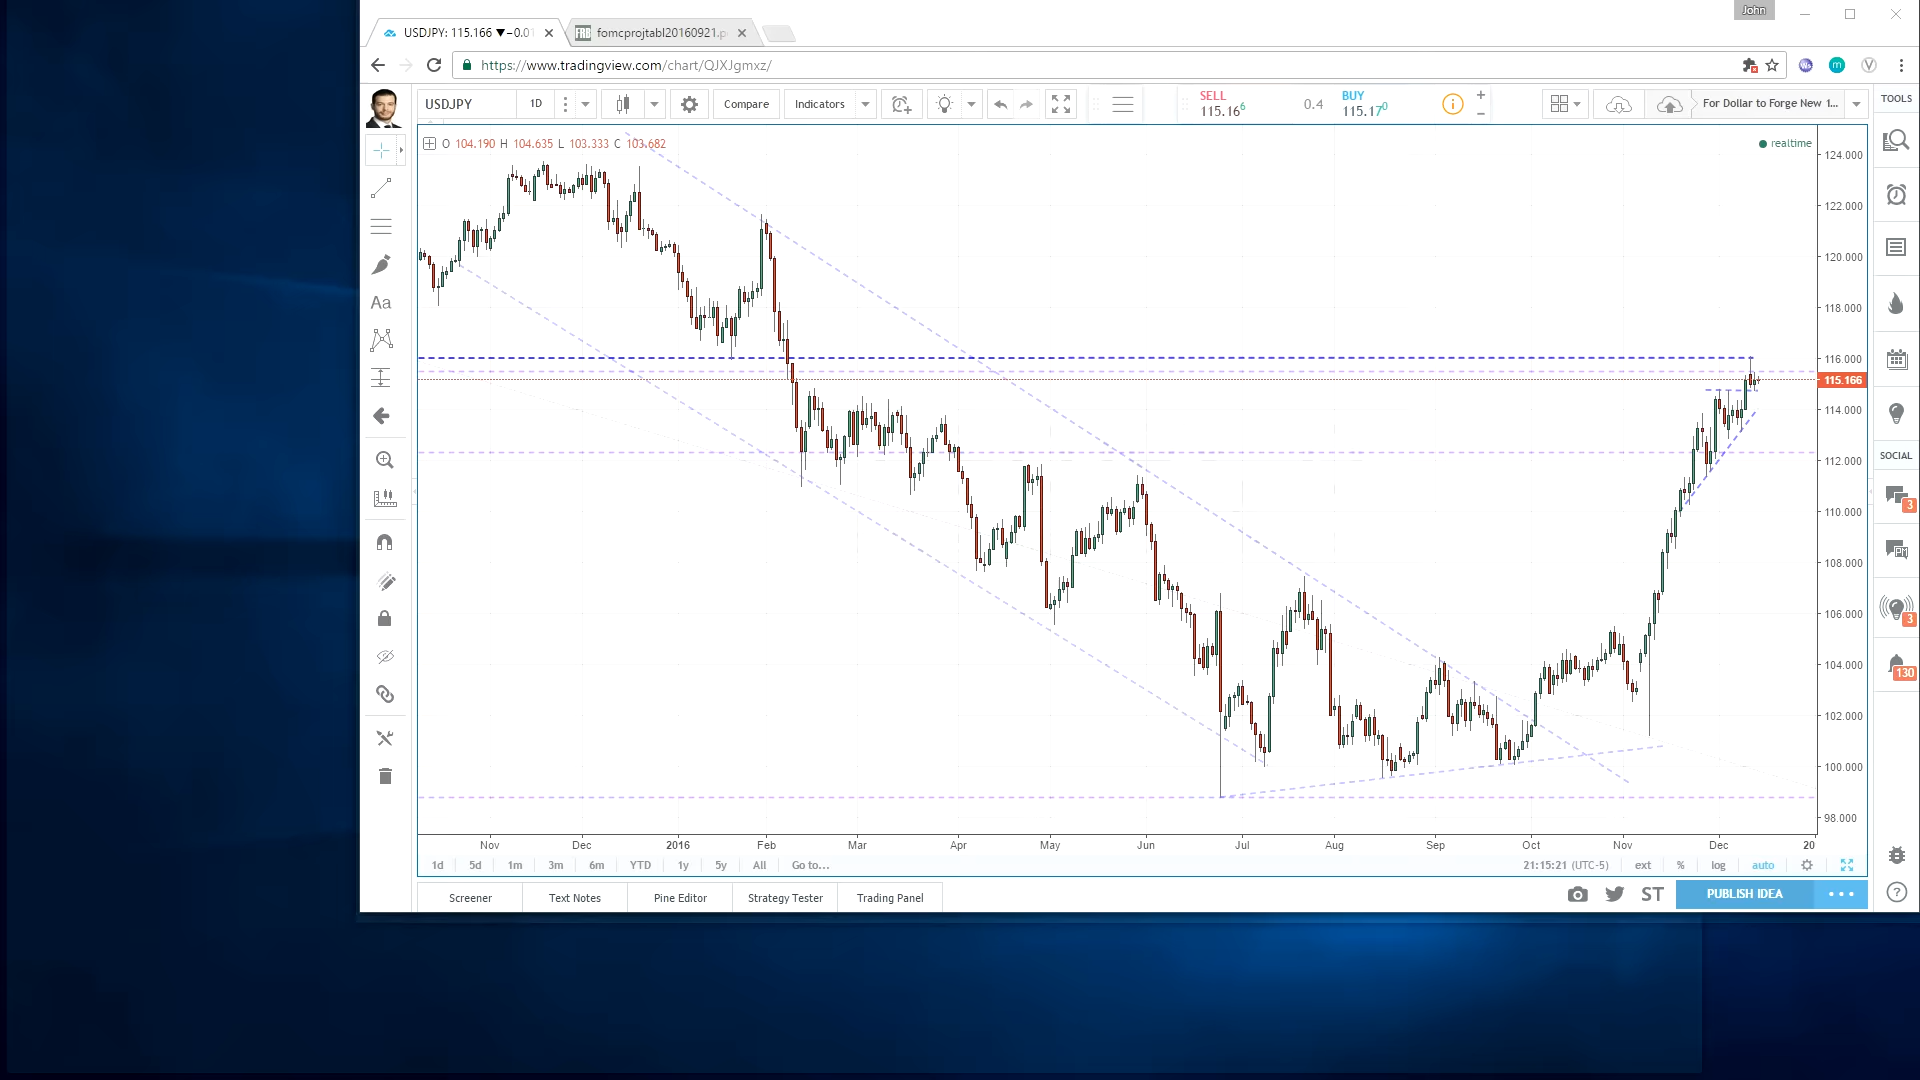 John
USDJPY: 115.166 ▼−0.01
fomcprojtabl20160921.p
https://www.tradingview.com/chart/QJXJgmxz/
USDJPY 1D Compare Indicators SELL 115.16⁶ 0.4 BUY 115.17⁰ For Dollar to Forge New 1... TOOLS
O 104.190 H 104.635 L 103.333 C 103.682 realtime
Aa
124.000
122.000
120.000
118.000
116.000
115.166
114.000
112.000
110.000
108.000
106.000
104.000
102.000
100.000
98.000
SOCIAL
3
3
130
Nov Dec 2016 Feb Mar Apr May Jun Jul Aug Sep Oct Nov Dec 20
1d 5d 1m 3m 6m YTD 1y 5y All Go to... 21:15:21 (UTC-5) ext % log auto
Screener Text Notes Pine Editor Strategy Tester Trading Panel ST PUBLISH IDEA